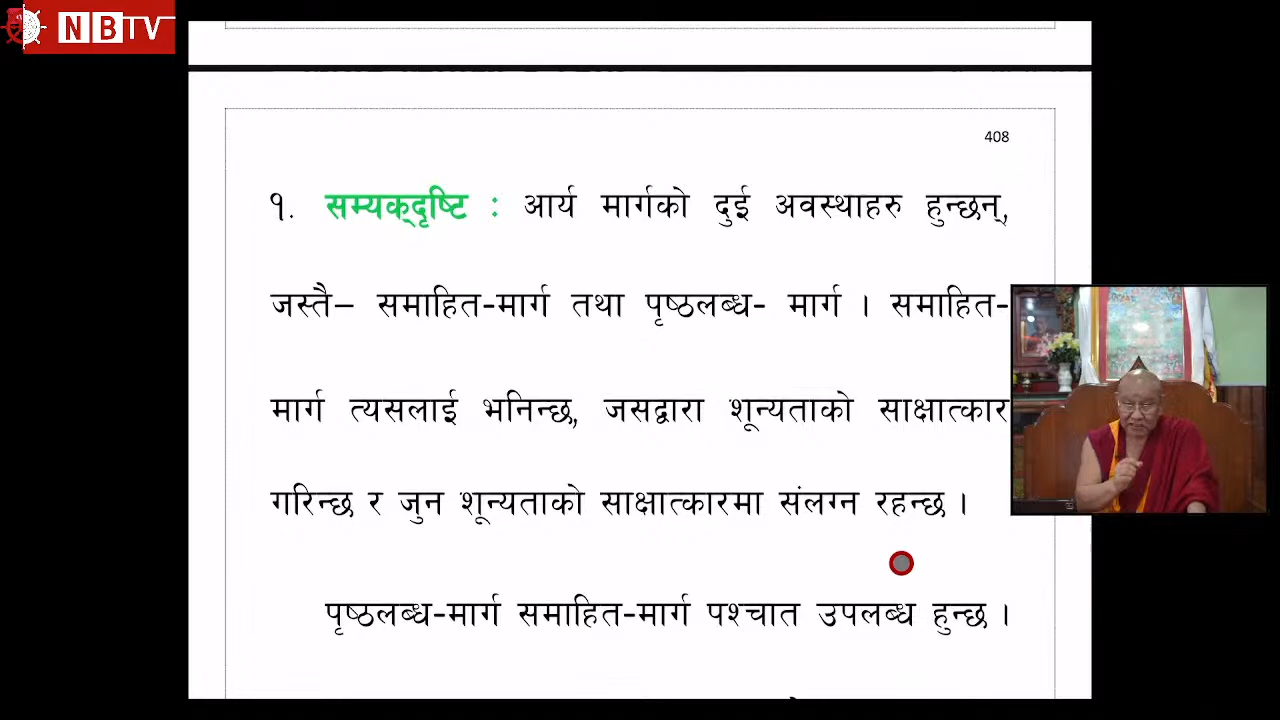 NBTV
408
१. सम्यक्दृष्टि : आर्य मार्गको दुई अवस्थाहरु हुन्छन्,
जस्तै– समाहित-मार्ग तथा पृष्ठलब्ध- मार्ग । समाहित-
मार्ग त्यसलाई भनिन्छ, जसद्वारा शून्यताको साक्षात्कार
गरिन्छ र जुन शून्यताको साक्षात्कारमा संलग्न रहन्छ ।
पृष्ठलब्ध-मार्ग समाहित-मार्ग पश्चात उपलब्ध हुन्छ ।